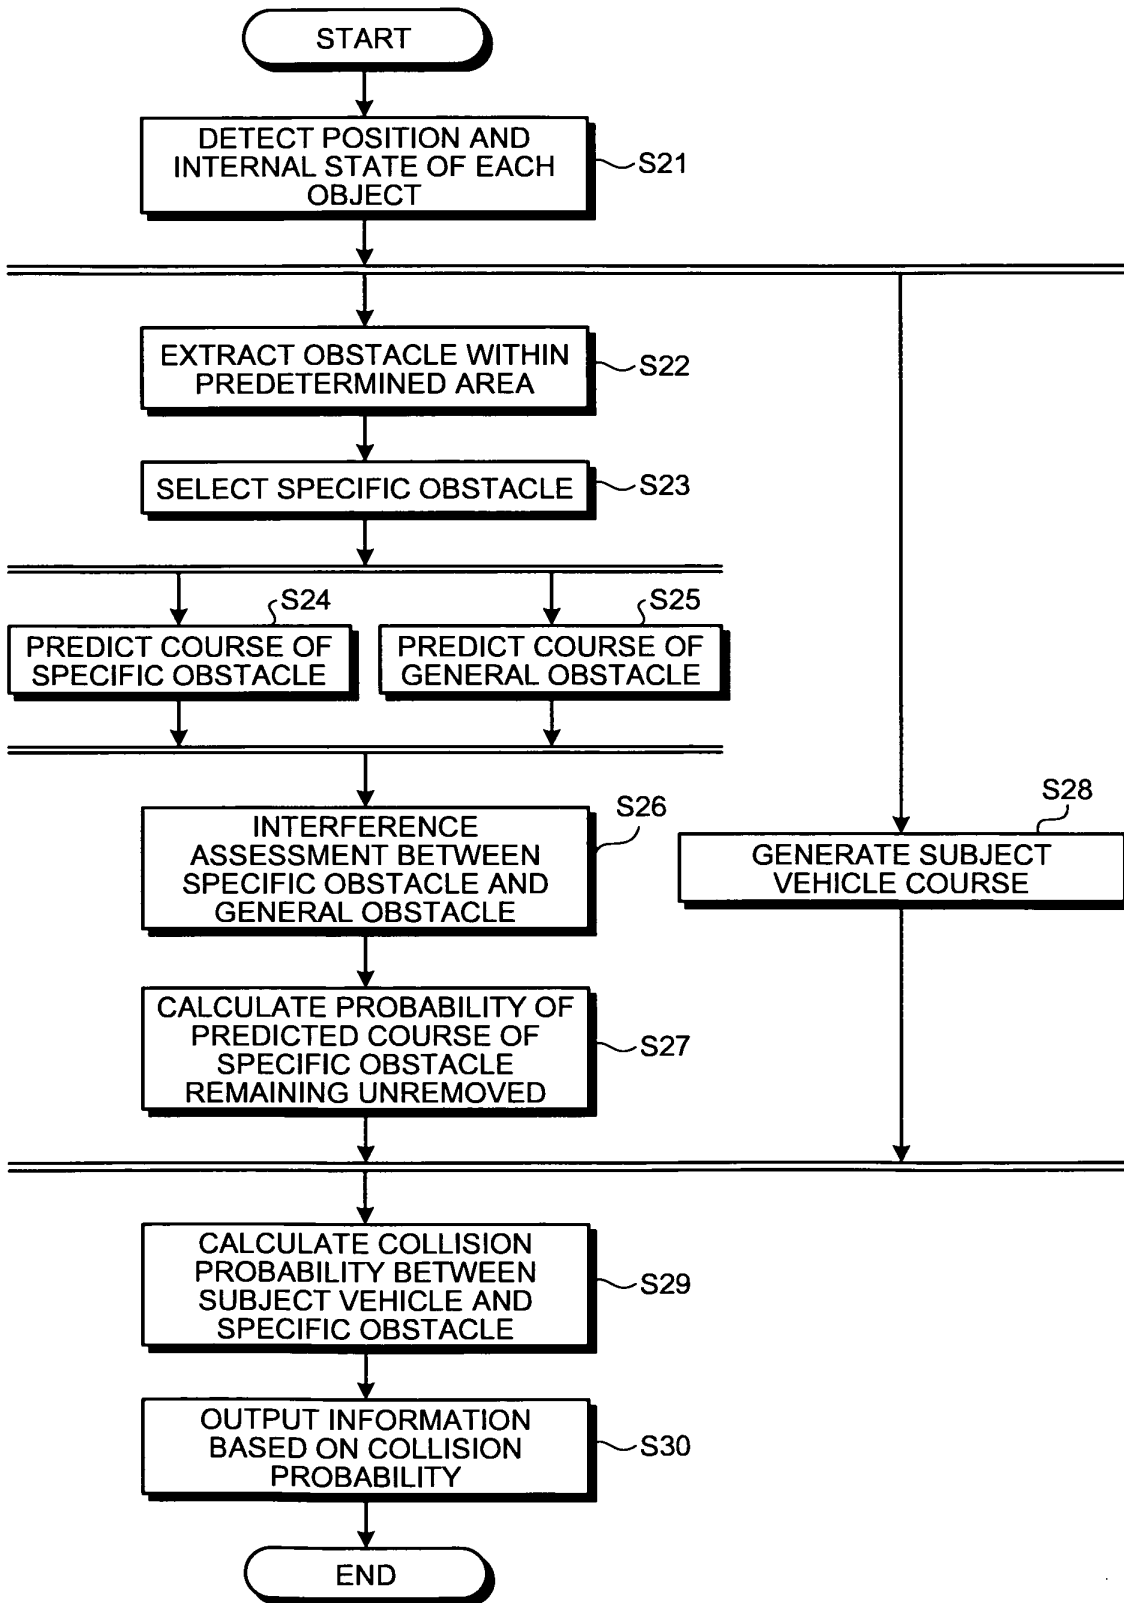 START
DETECT POSITION AND
INTERNAL STATE OF EACH
OBJECT
S21
EXTRACT OBSTACLE WITHIN
PREDETERMINED AREA
S22
SELECT SPECIFIC OBSTACLE
S23
S24
PREDICT COURSE OF
SPECIFIC OBSTACLE
S25
PREDICT COURSE OF
GENERAL OBSTACLE
INTERFERENCE
ASSESSMENT BETWEEN
SPECIFIC OBSTACLE AND
GENERAL OBSTACLE
S26
S28
GENERATE SUBJECT
VEHICLE COURSE
CALCULATE PROBABILITY OF
PREDICTED COURSE OF
SPECIFIC OBSTACLE
REMAINING UNREMOVED
S27
CALCULATE COLLISION
PROBABILITY BETWEEN
SUBJECT VEHICLE AND
SPECIFIC OBSTACLE
S29
OUTPUT INFORMATION
BASED ON COLLISION
PROBABILITY
S30
END